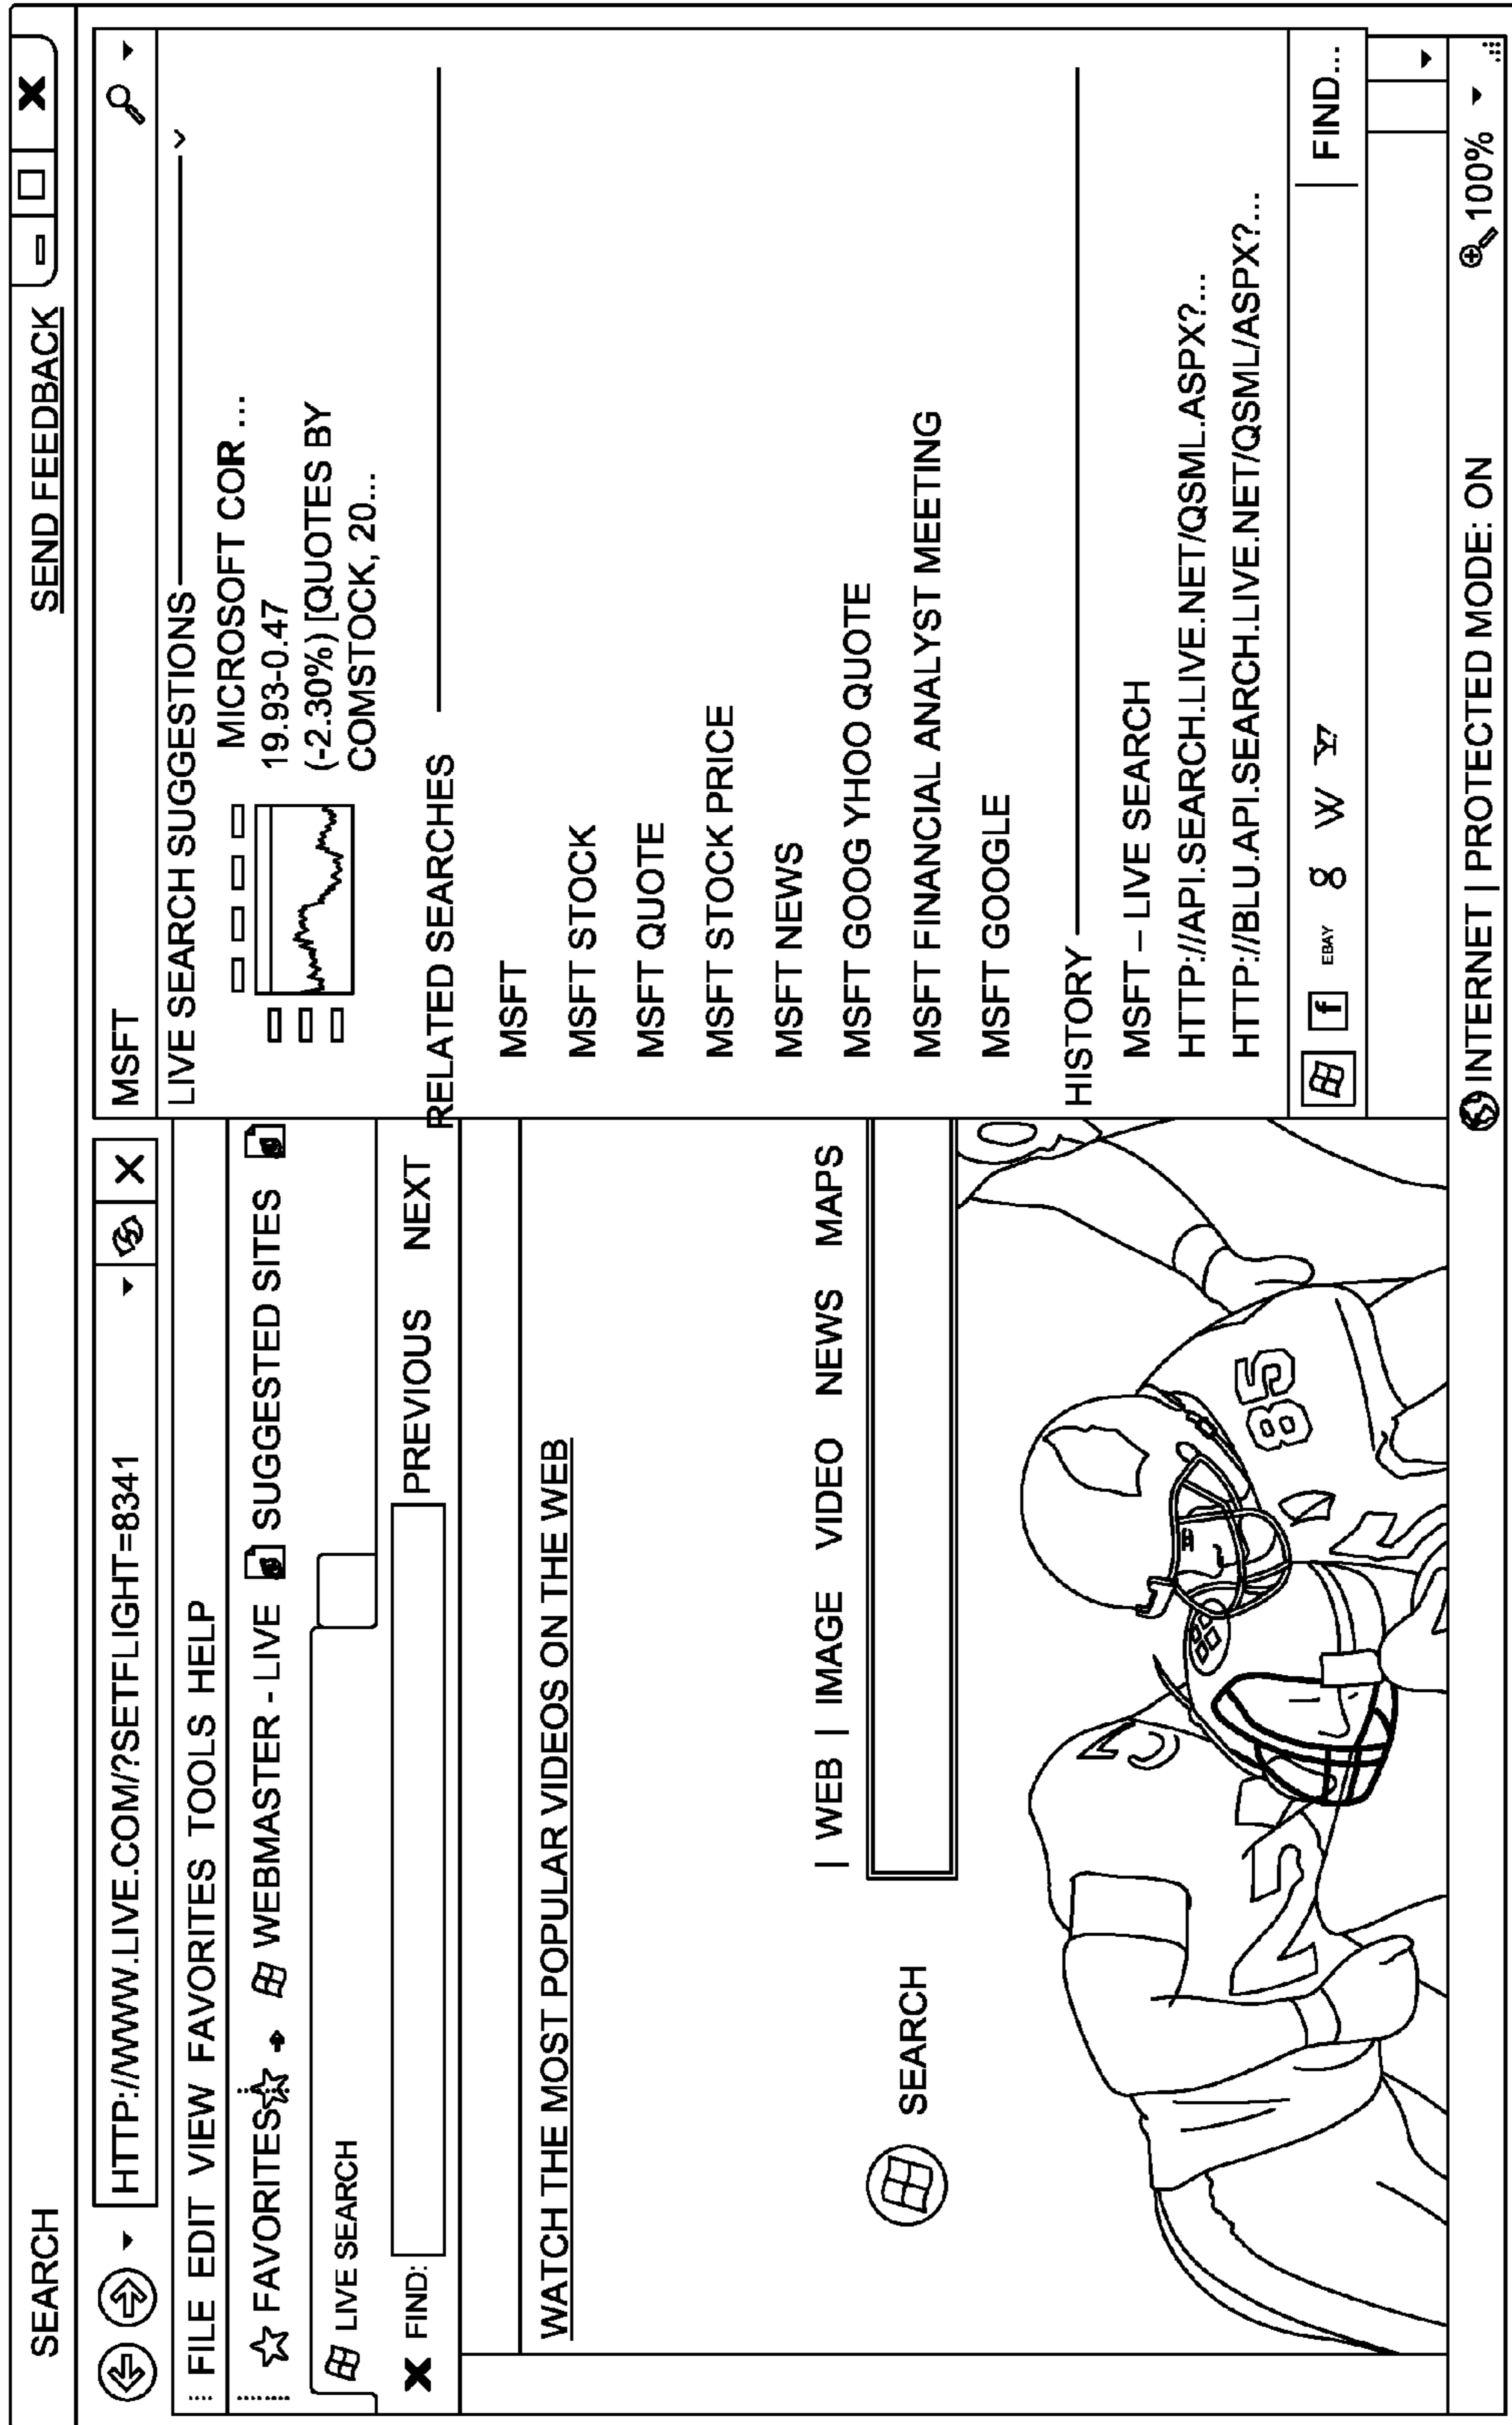 SEARCH
SEND FEEDBACK
HTTP://WWW.LIVE.COM/?SETFLIGHT=8341
MSFT
FILE EDIT VIEW FAVORITES TOOLS HELP
FAVORITES WEBMASTER - LIVE SUGGESTED SITES
LIVE SEARCH
FIND: PREVIOUS NEXT
WATCH THE MOST POPULAR VIDEOS ON THE WEB
| WEB | IMAGE VIDEO NEWS MAPS
SEARCH
85
2
LIVE SEARCH SUGGESTIONS
MICROSOFT COR ...
19.93-0.47
(-2.30%) [QUOTES BY
COMSTOCK, 20...
RELATED SEARCHES
MSFT
MSFT STOCK
MSFT QUOTE
MSFT STOCK PRICE
MSFT NEWS
MSFT GOOG YHOO QUOTE
MSFT FINANCIAL ANALYST MEETING
MSFT GOOGLE
HISTORY
MSFT – LIVE SEARCH
HTTP://API.SEARCH.LIVE.NET/QSML.ASPX?...
HTTP://BLU.API.SEARCH.LIVE.NET/QSML/ASPX?...
f EBAY g W Y! FIND...
INTERNET | PROTECTED MODE: ON 100%